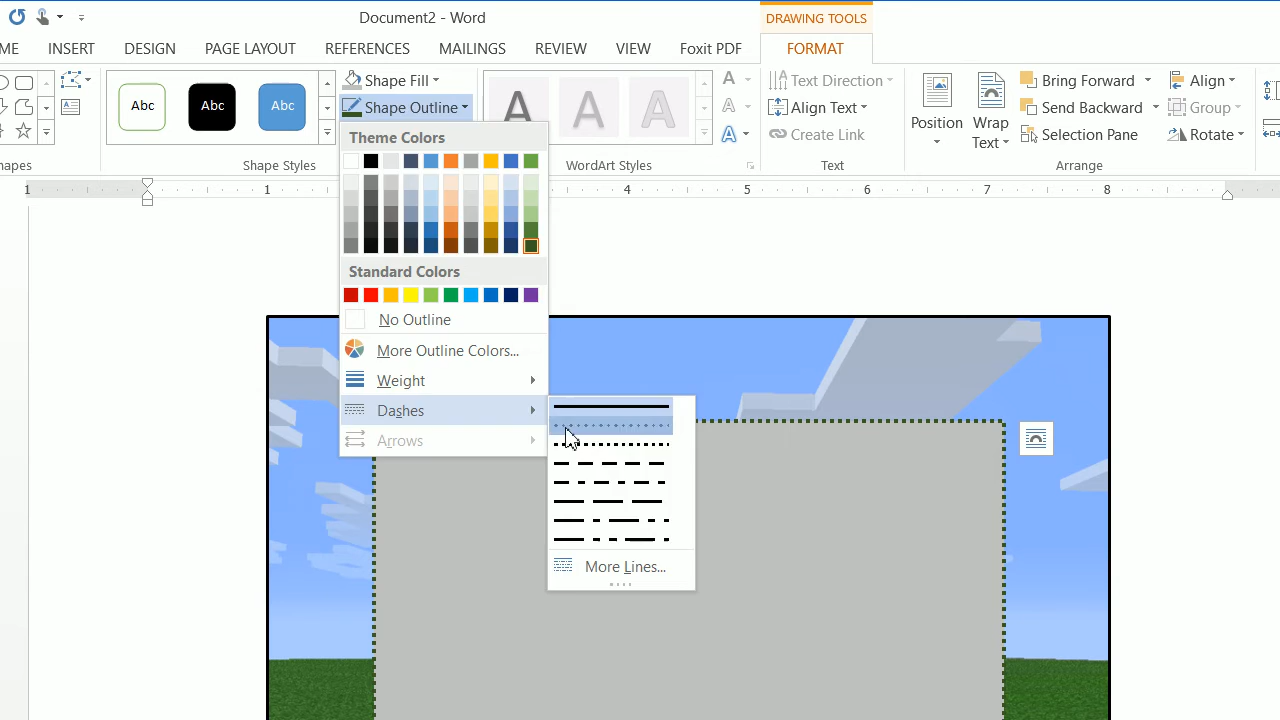 Document2 - Word
DRAWING TOOLS
ME INSERT DESIGN PAGE LAYOUT REFERENCES MAILINGS REVIEW VIEW Foxit PDF FORMAT
Abc Abc Abc
Shape Fill
Shape Outline
A A A
A
A
A
Text Direction
Align Text
Create Link
Position
Wrap
Text
Bring Forward
Send Backward
Selection Pane
Align
Group
Rotate
hapes Shape Styles WordArt Styles Text Arrange
1 1 4 5 6 7 8
Theme Colors
Standard Colors
No Outline
More Outline Colors...
Weight
Dashes
Arrows
More Lines...